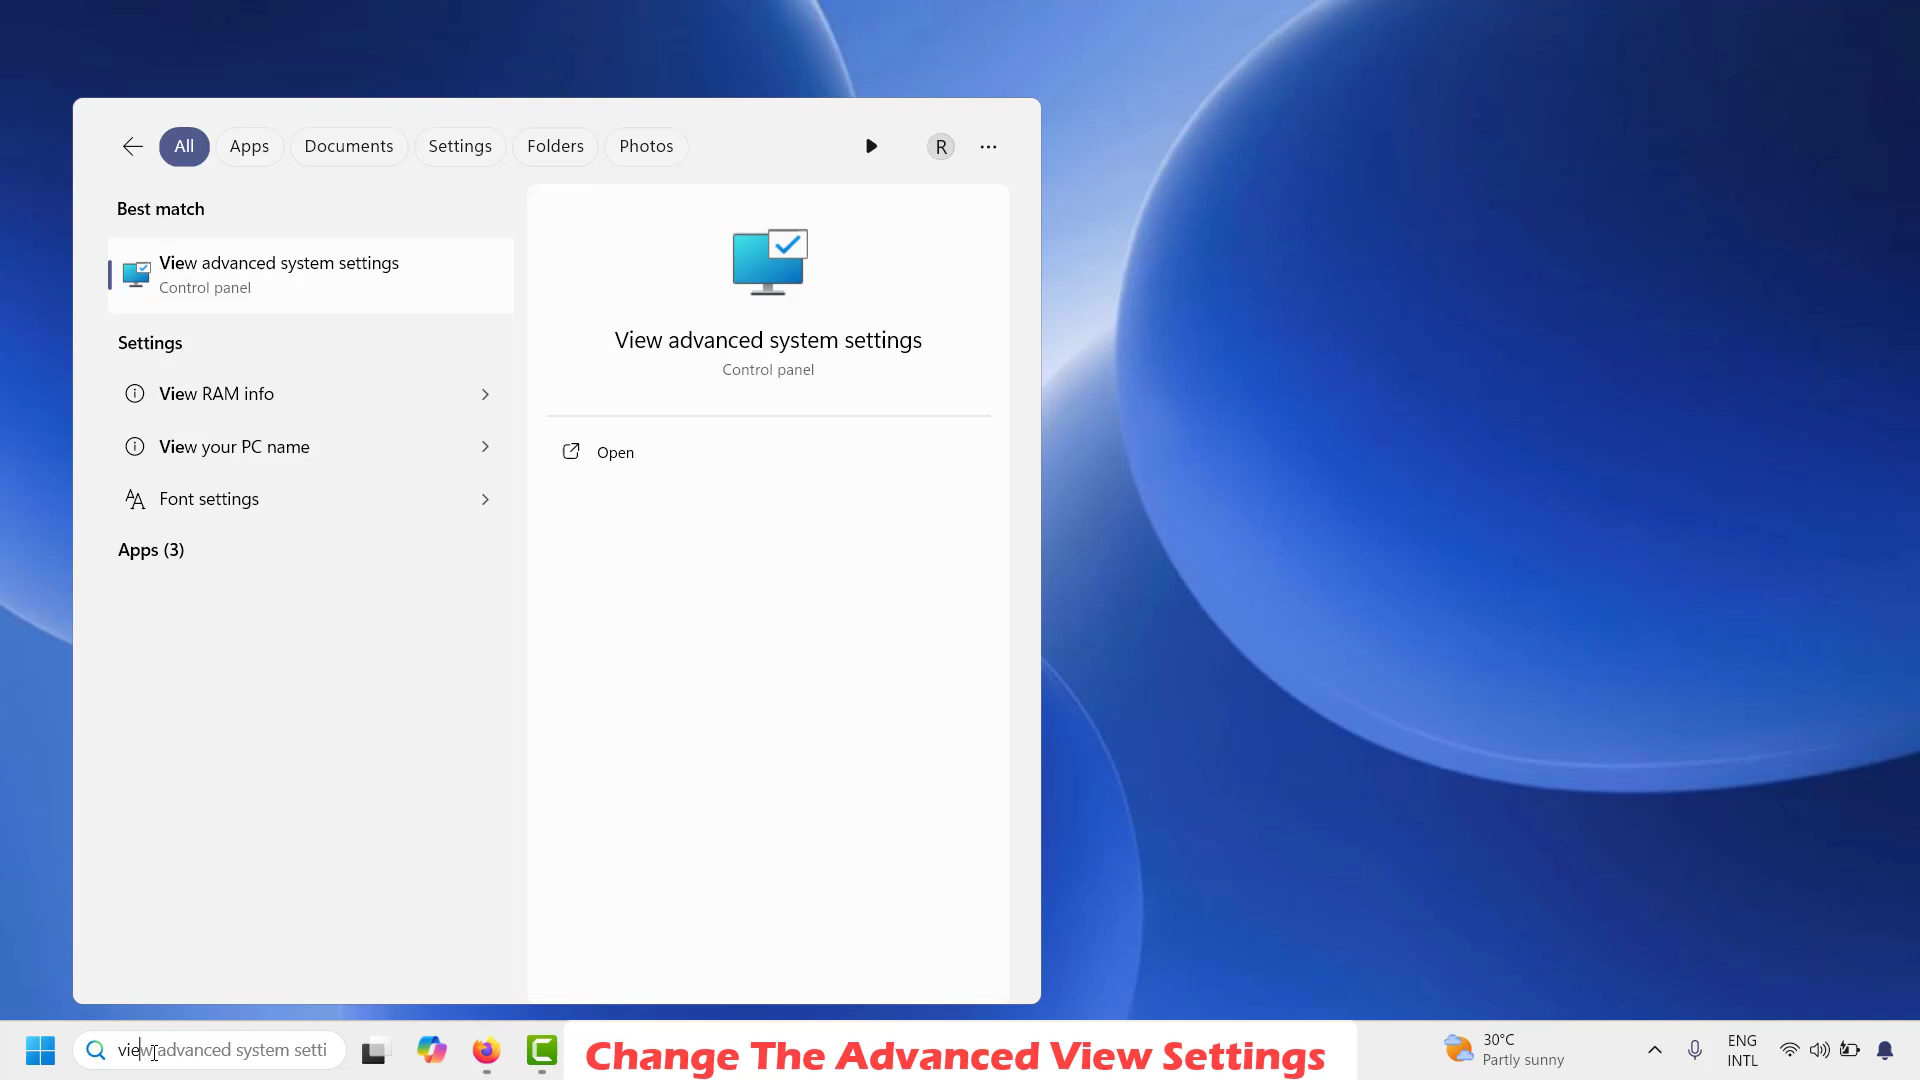 All
Apps
Documents
Settings
Folders
Photos
R
Best match
View advanced system settings
Control panel
Settings
View RAM info
View your PC name
Font settings
Apps (3)
View advanced system settings
Control panel
Open
view advanced system setti
Change The Advanced View Settings
30°C
Partly sunny
ENG
INTL